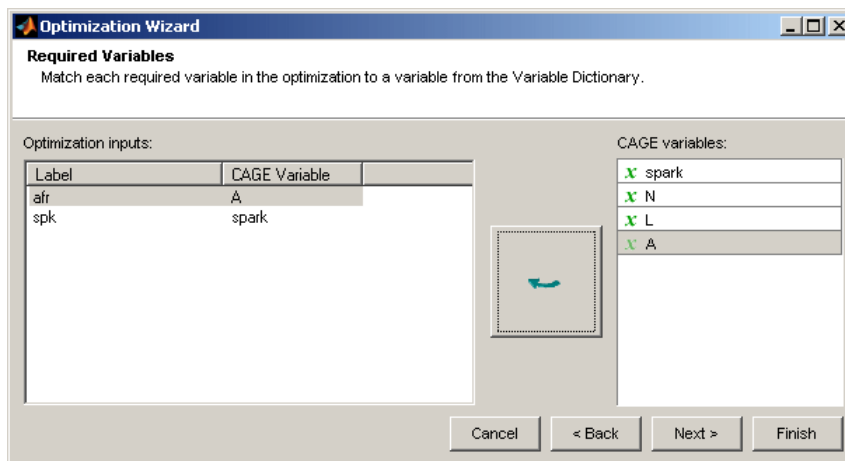 Optimization Wizard
Required Variables
Match each required variable in the optimization to a variable from the Variable Dictionary.
Optimization inputs:
Label CAGE Variable
afr A
spk spark
CAGE variables:
x spark
x N
x L
x A
Cancel < Back Next > Finish